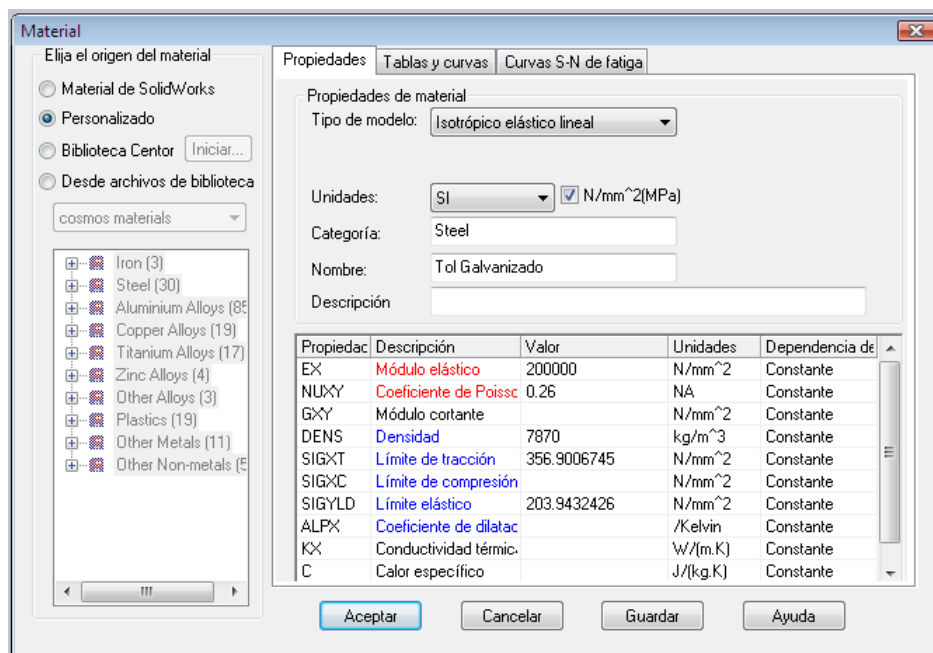 Material
Elija el origen del material
Material de SolidWorks
Personalizado
Biblioteca Centor Iniciar...
Desde archivos de biblioteca
cosmos materials
Iron (3)
Steel (30)
Aluminium Alloys (85
Copper Alloys (19)
Titanium Alloys (17)
Zinc Alloys (4)
Other Alloys (3)
Plastics (19)
Other Metals (11)
Other Non-metals (5
Propiedades Tablas y curvas Curvas S-N de fatiga
Propiedades de material
Tipo de modelo: Isotrópico elástico lineal
Unidades: SI N/mm^2(MPa)
Categoría: Steel
Nombre: Tol Galvanizado
Descripción
Propiedac Descripción Valor Unidades Dependencia de
EX Módulo elástico 200000 N/mm^2 Constante
NUXY Coeficiente de Poissc 0.26 NA Constante
GXY Módulo cortante N/mm^2 Constante
DENS Densidad 7870 kg/m^3 Constante
SIGXT Límite de tracción 356.9006745 N/mm^2 Constante
SIGXC Límite de compresión N/mm^2 Constante
SIGYLD Límite elástico 203.9432426 N/mm^2 Constante
ALPX Coeficiente de dilatac /Kelvin Constante
KX Conductividad térmic. W/(m.K) Constante
C Calor específico J/(kg.K) Constante
Aceptar Cancelar Guardar Ayuda